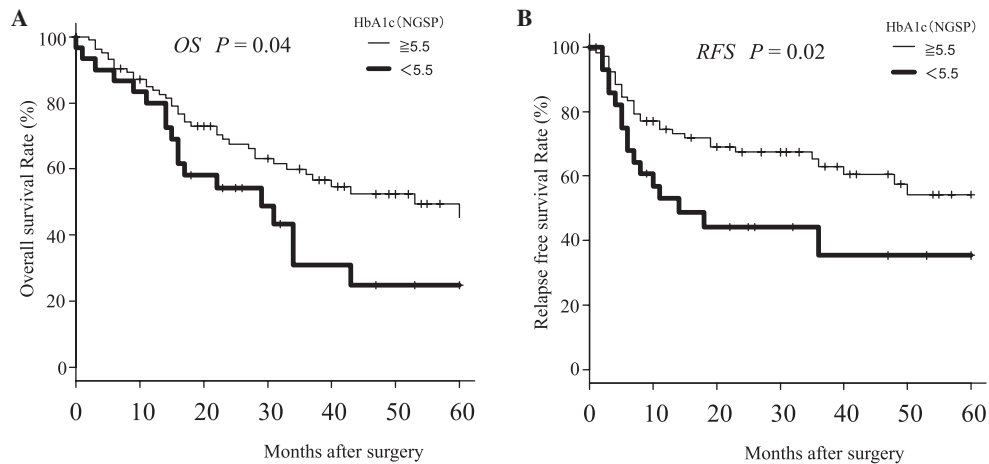 A
HbA1c(NGSP)
OS P = 0.04
≧5.5
<5.5
Overall survival Rate (%)
100
80
60
40
20
0
0 10 20 30 40 50 60
Months after surgery
B
HbA1c(NGSP)
RFS P = 0.02
≧5.5
<5.5
Relapse free survival Rate (%)
100
80
60
40
20
0
0 10 20 30 40 50 60
Months after surgery